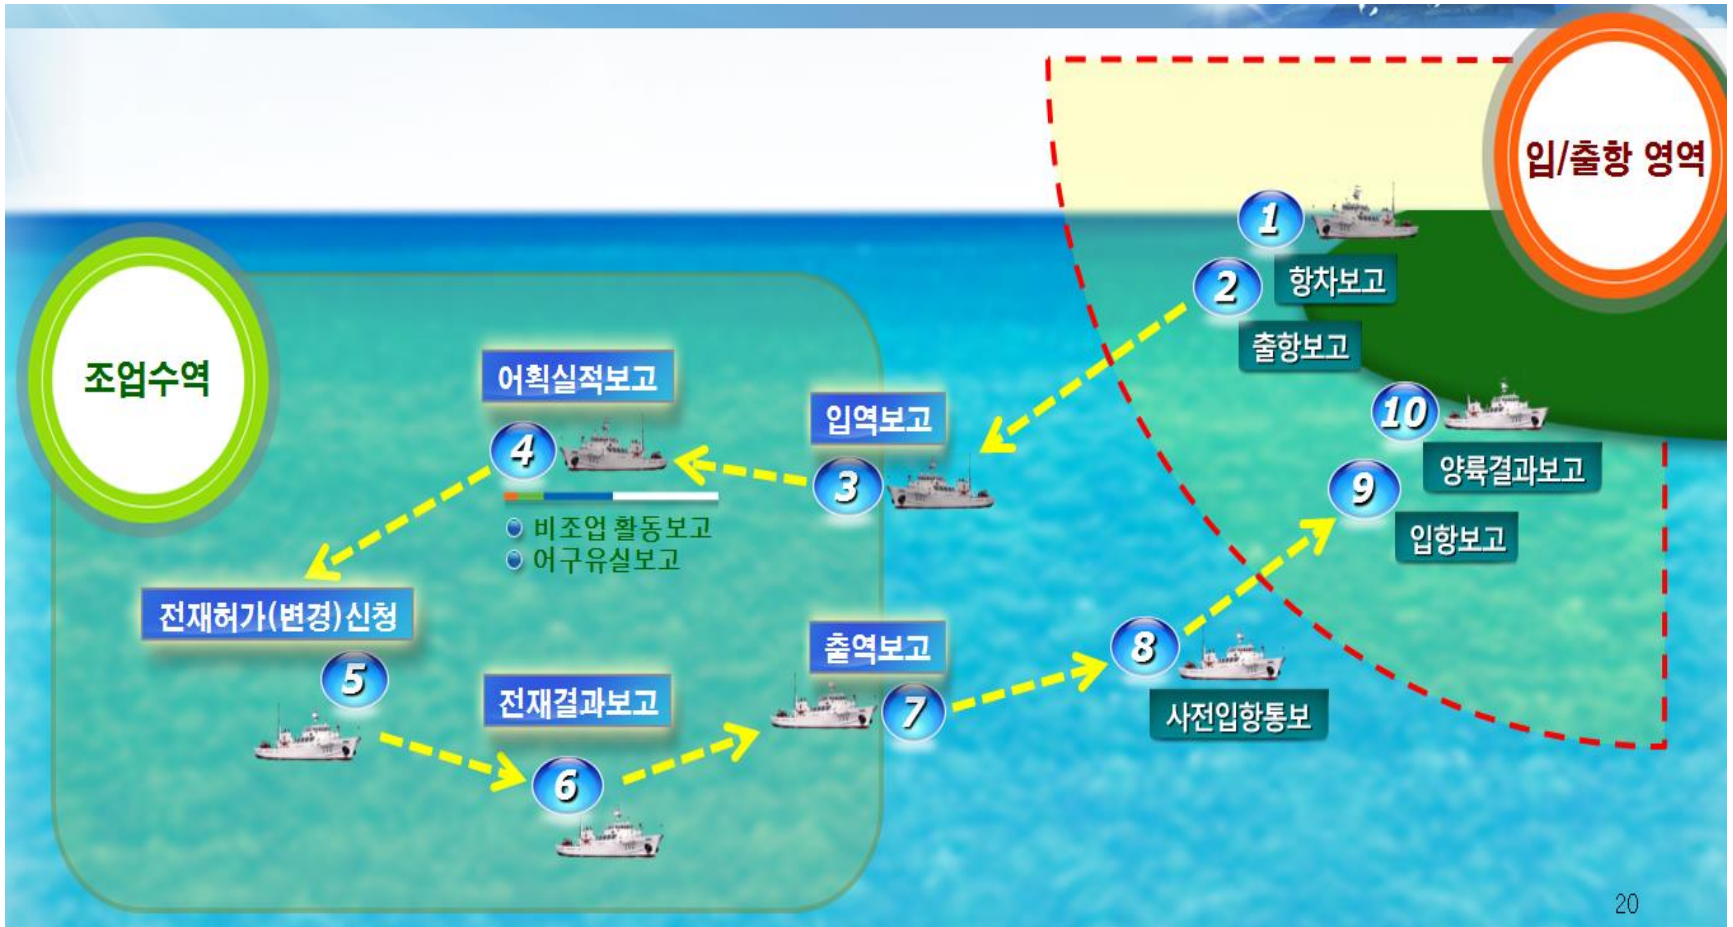 입/출항 영역
1
항차보고
2
출항보고
조업수역
입역보고
3
어획실적보고
4
비조업 활동보고
어구유실보고
전재허가(변경)신청
5
전재결과보고
6
출역보고
7
8
사전입항통보
9
입항보고
10
양륙결과보고
20